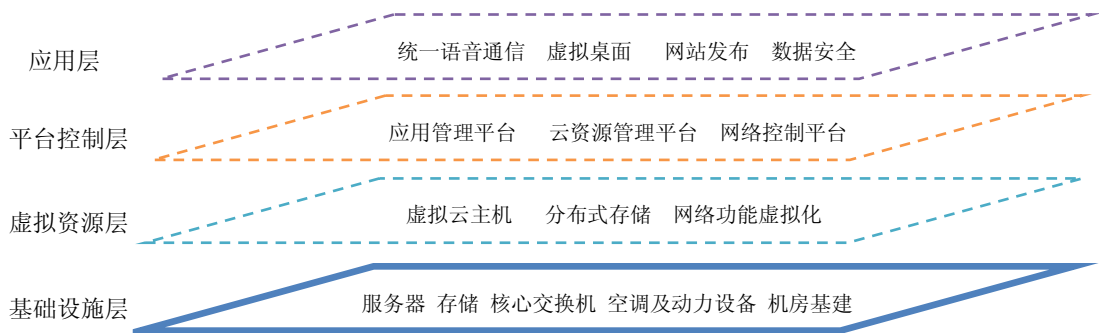 应用层 统一语音通信 虚拟桌面 网站发布 数据安全
平台控制层 应用管理平台 云资源管理平台 网络控制平台
虚拟资源层 虚拟云主机 分布式存储 网络功能虚拟化
基础设施层 服务器 存储 核心交换机 空调及动力设备 机房基建